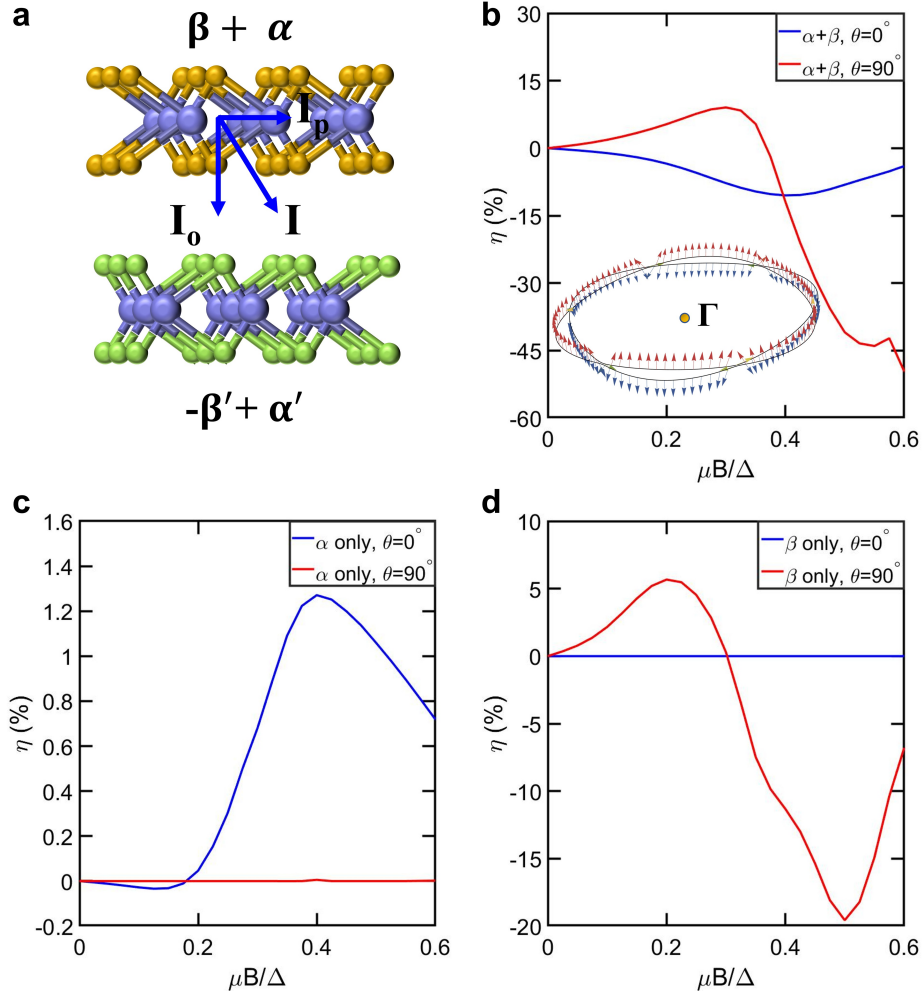 a
β + α
I_p
I_o
I
-β′+ α′
b
30
15
0
-15
-30
-45
-60
η (%)
α+β, θ=0°
α+β, θ=90°
Γ
0
0.2
0.4
0.6
μB/Δ
c
1.6
1.4
1.2
1
0.8
0.6
0.4
0.2
0
-0.2
η (%)
α only, θ=0°
α only, θ=90°
0
0.2
0.4
0.6
μB/Δ
d
10
5
0
-5
-10
-15
-20
η (%)
β only, θ=0°
β only, θ=90°
0
0.2
0.4
0.6
μB/Δ